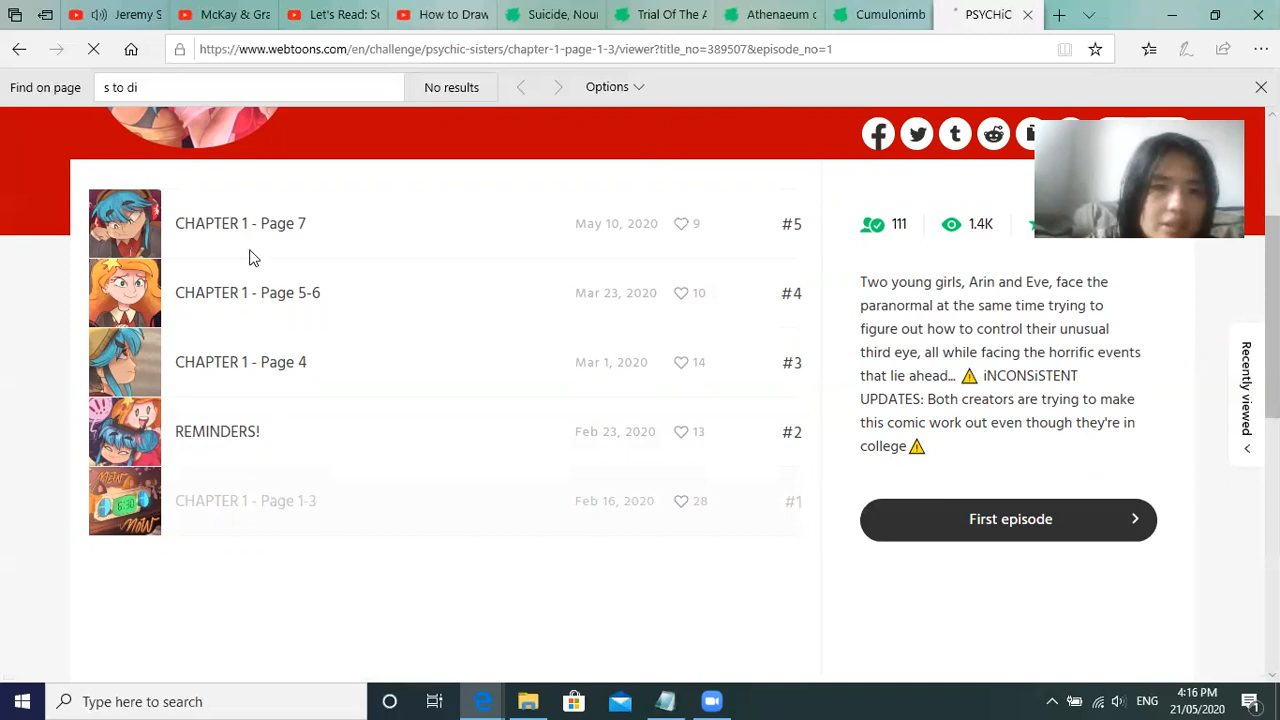 Jeremy S
McKay & Gra
Let's Read: Su
How to Draw
Suicide, Nour
Trial Of The A
Athenaeum o
Cumulonimb
PSYCHiC
https://www.webtoons.com/en/challenge/psychic-sisters/chapter-1-page-1-3/viewer?title_no=389507&episode_no=1
Find on page
s to di
No results
Options
CHAPTER 1 - Page 7
May 10, 2020
9
#5
CHAPTER 1 - Page 5-6
Mar 23, 2020
10
#4
CHAPTER 1 - Page 4
Mar 1, 2020
14
#3
REMINDERS!
Feb 23, 2020
13
#2
6:30
NOW
CHAPTER 1 - Page 1-3
Feb 16, 2020
28
#1
111
1.4K
Two young girls, Arin and Eve, face the
paranormal at the same time trying to
figure out how to control their unusual
third eye, all while facing the horrific events
that lie ahead... ⚠ iNCONSiSTENT
UPDATES: Both creators are trying to make
this comic work out even though they're in
college ⚠
First episode
Recently viewed
Type here to search
ENG
4:16 PM
21/05/2020
1